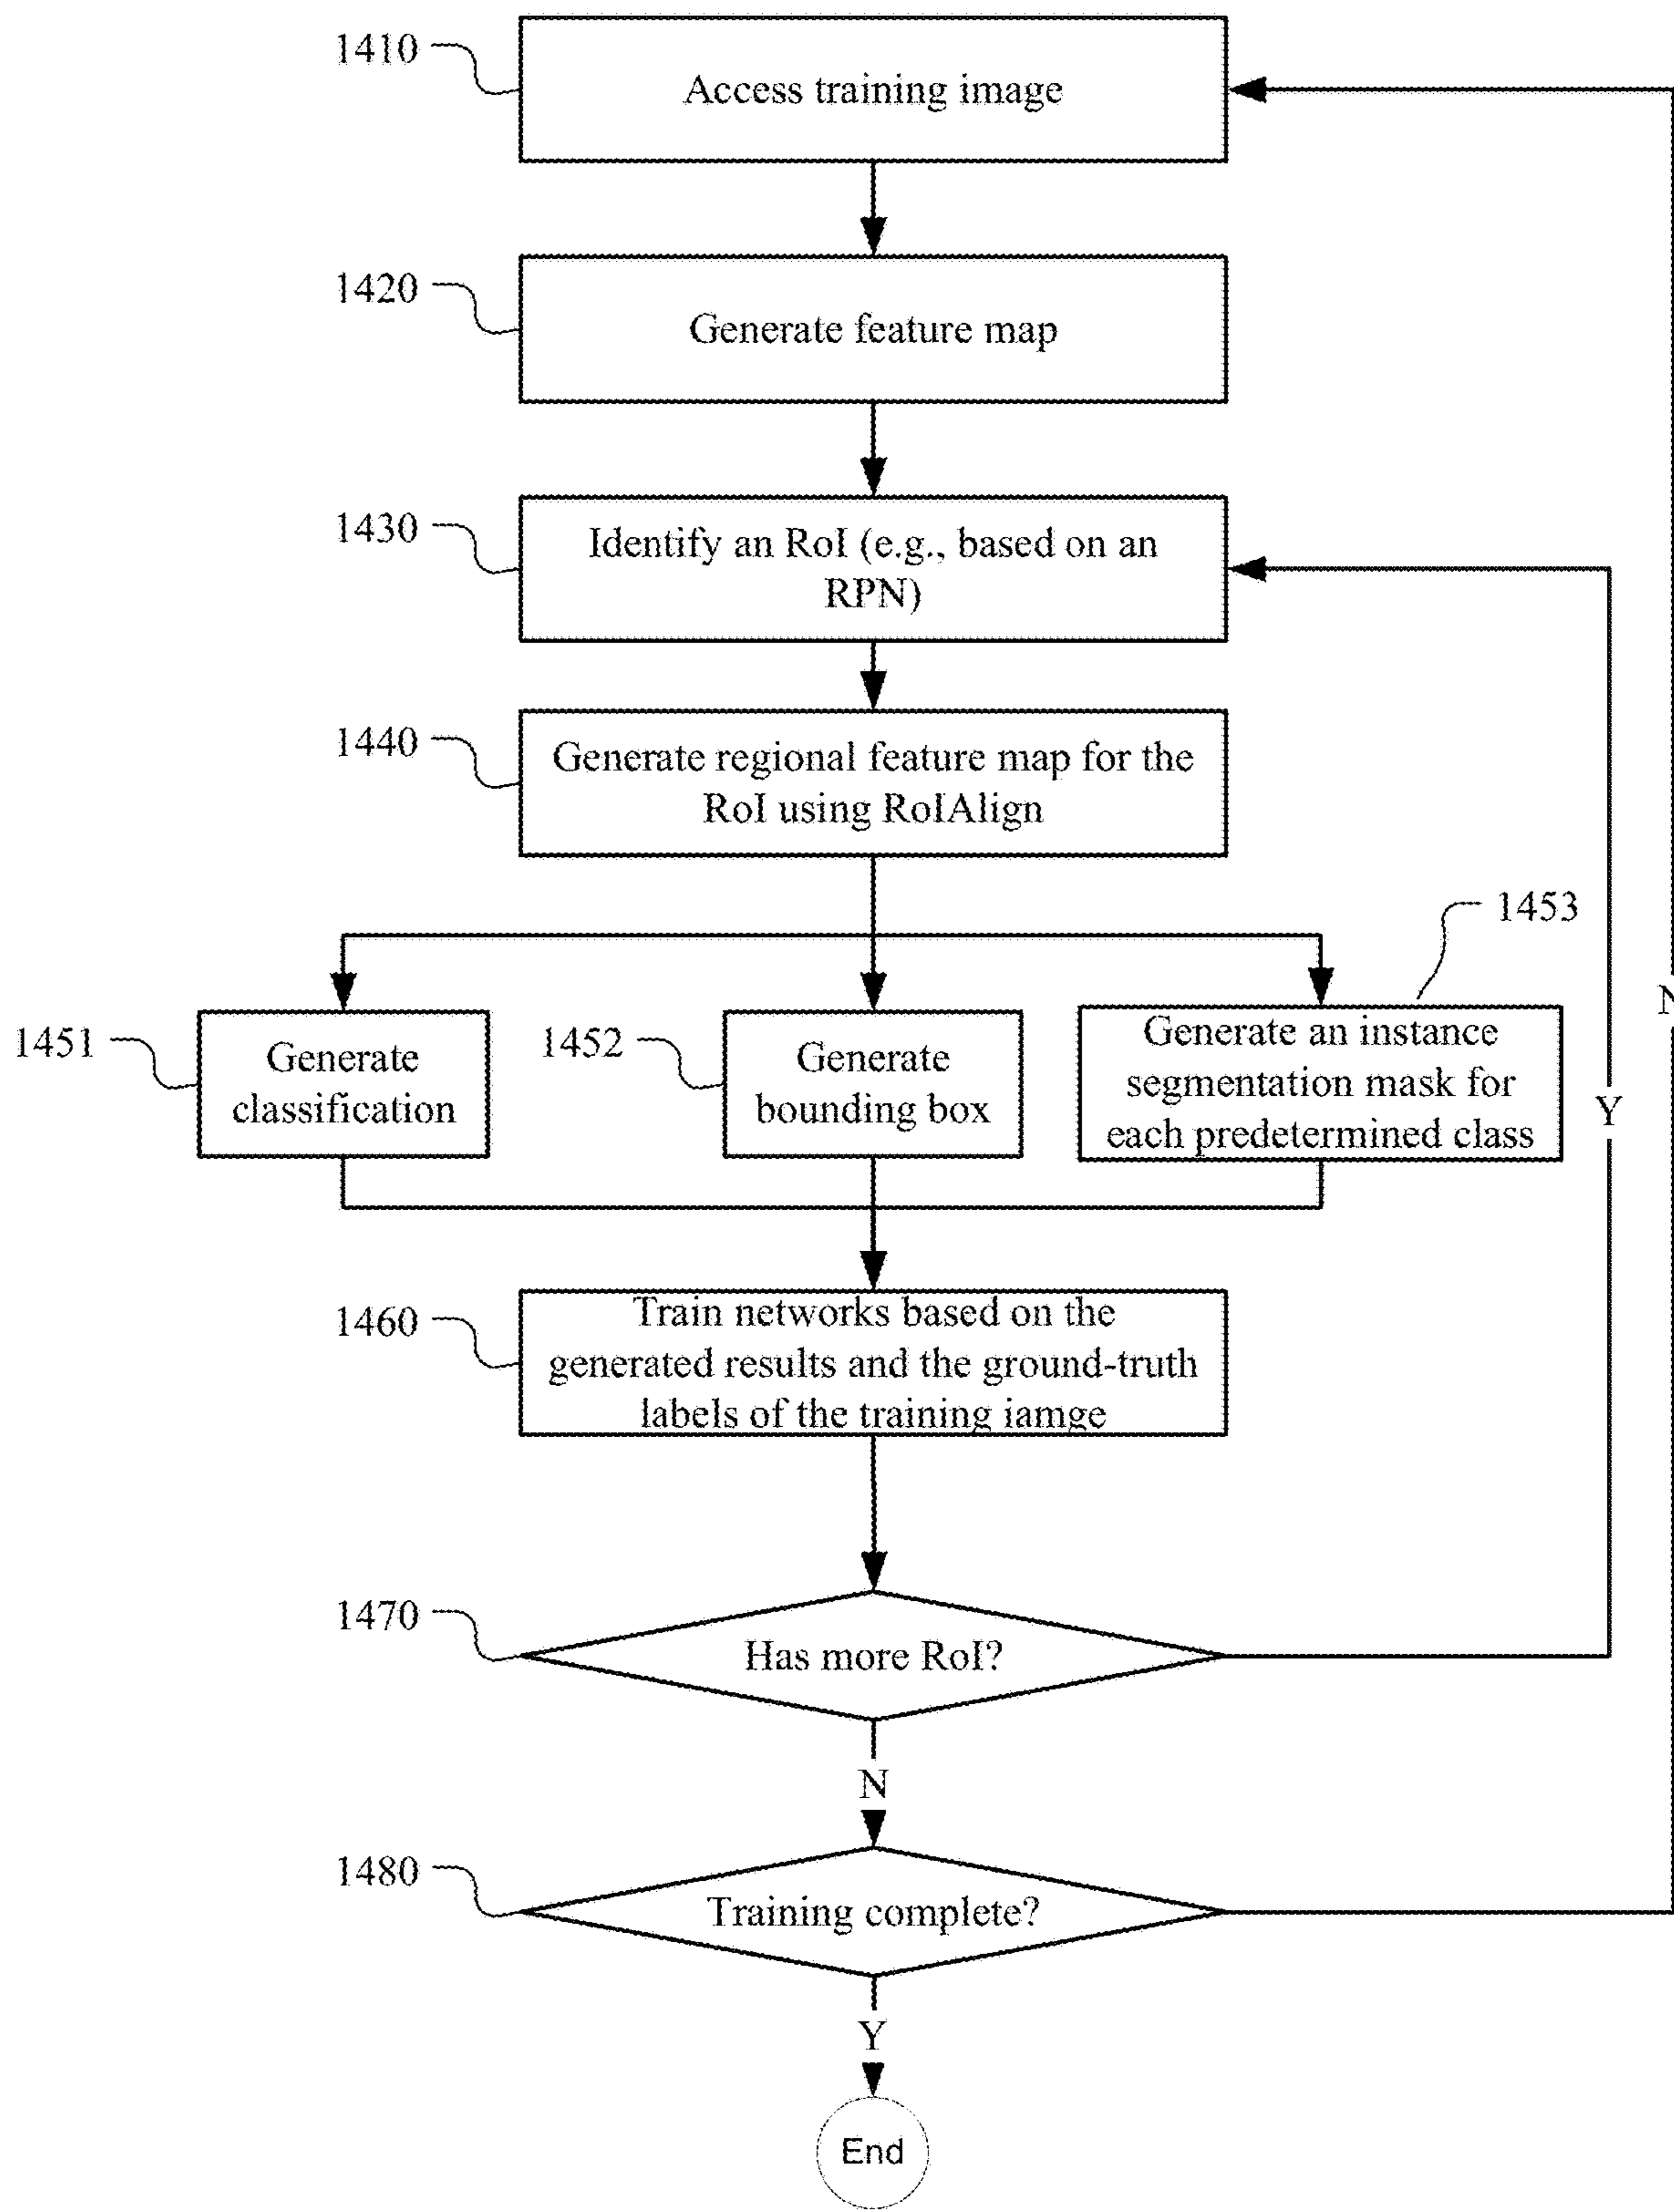 1410
Access training image
1420
Generate feature map
1430
Identify an RoI (e.g., based on an
RPN)
1440
Generate regional feature map for the
RoI using RoIAlign
1453
1451
Generate
classification
1452
Generate
bounding box
Generate an instance
segmentation mask for
each predetermined class
Y
N
1460
Train networks based on the
generated results and the ground-truth
labels of the training iamge
1470
Has more RoI?
N
1480
Training complete?
Y
End